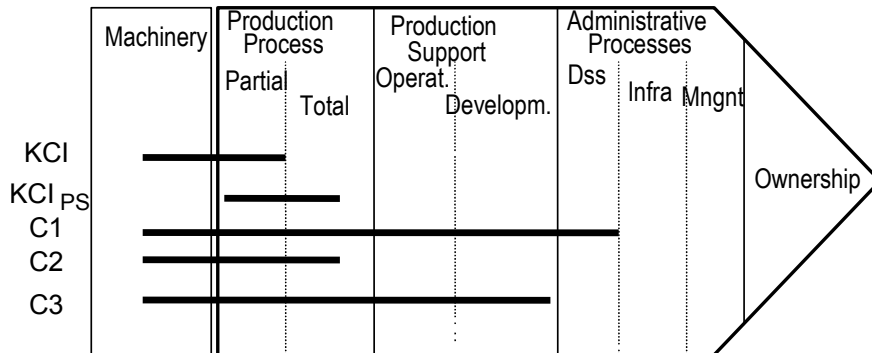 Machinery
Production
Process
Partial
Total
Production
Support
Operat.
Developm.
Administrative
Processes
Dss
Infra
Mngnt
Ownership
KCI
KCI PS
C1
C2
C3